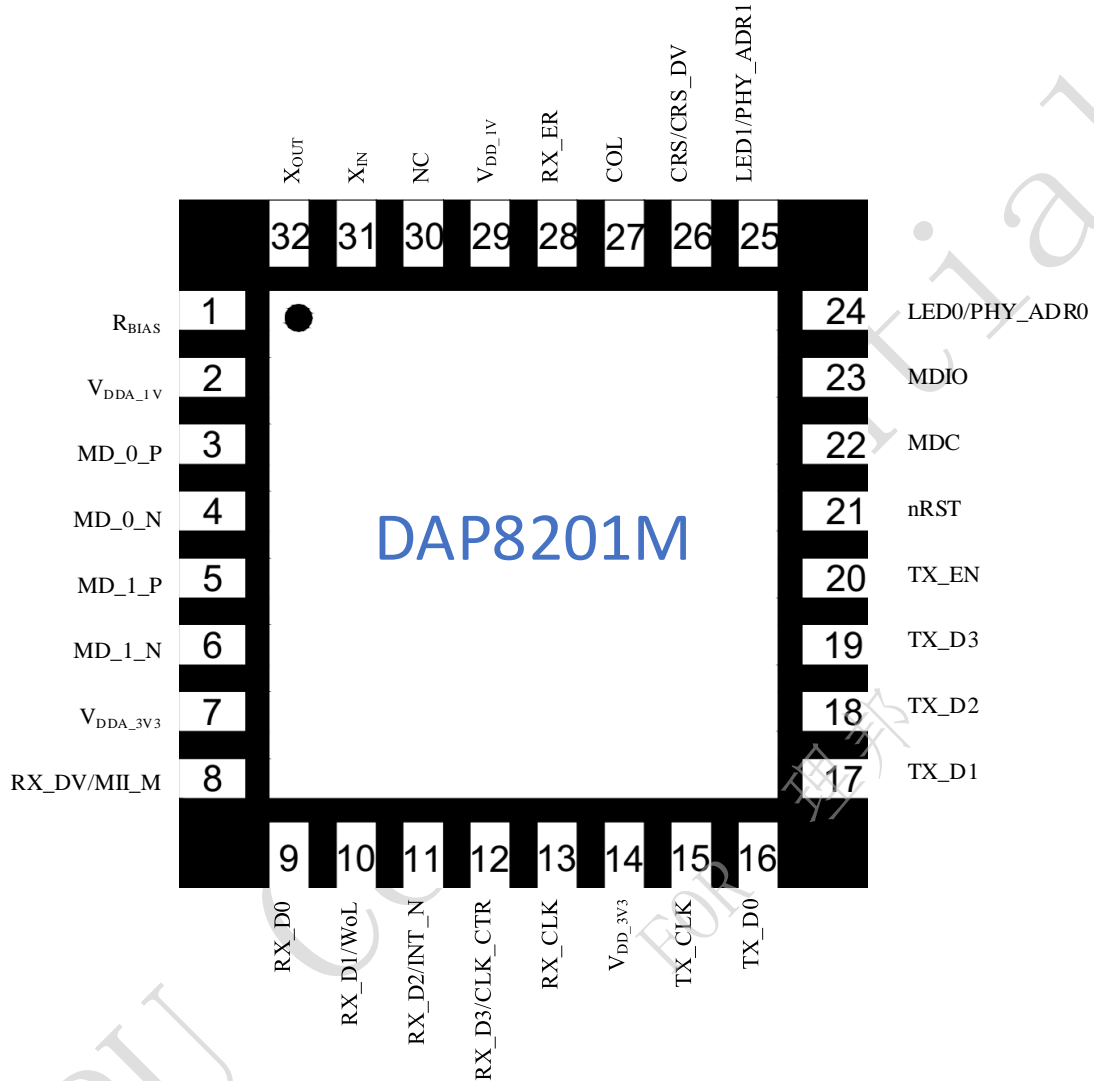 X_OUT
X_IN
NC
V_DD_1V
RX_ER
COL
CRS/CRS_DV
LED1/PHY_ADR1
32 31 30 29 28 27 26 25
R_BIAS 1
V_DDA_1V 2
MD_0_P 3
MD_0_N 4
MD_1_P 5
MD_1_N 6
V_DDA_3V3 7
RX_DV/MII_M 8
DAP8201M
24 LED0/PHY_ADR0
23 MDIO
22 MDC
21 nRST
20 TX_EN
19 TX_D3
18 TX_D2
17 TX_D1
9 10 11 12 13 14 15 16
RX_D0
RX_D1/WoL
RX_D2/INT_N
RX_D3/CLK_CTR
RX_CLK
V_DD_3V3
TX_CLK
TX_D0
FOR 理邦